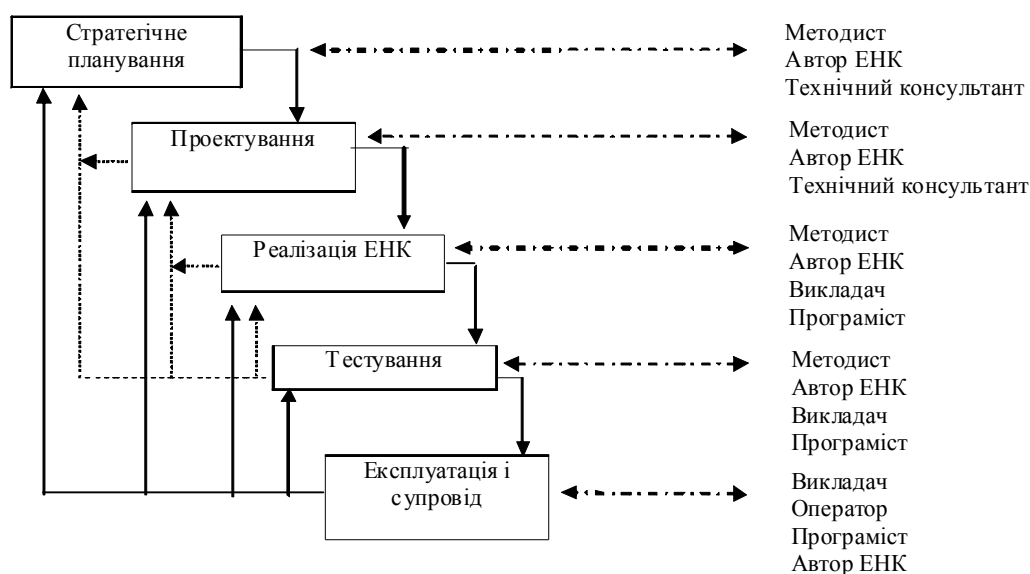 Стратегічне
планування
Методист
Автор ЕНК
Технічний консультант
Проектування
Методист
Автор ЕНК
Технічний консультант
Реалізація ЕНК
Методист
Автор ЕНК
Викладач
Програміст
Тестування
Методист
Автор ЕНК
Викладач
Програміст
Експлуатація і
супровід
Викладач
Оператор
Програміст
Автор ЕНК